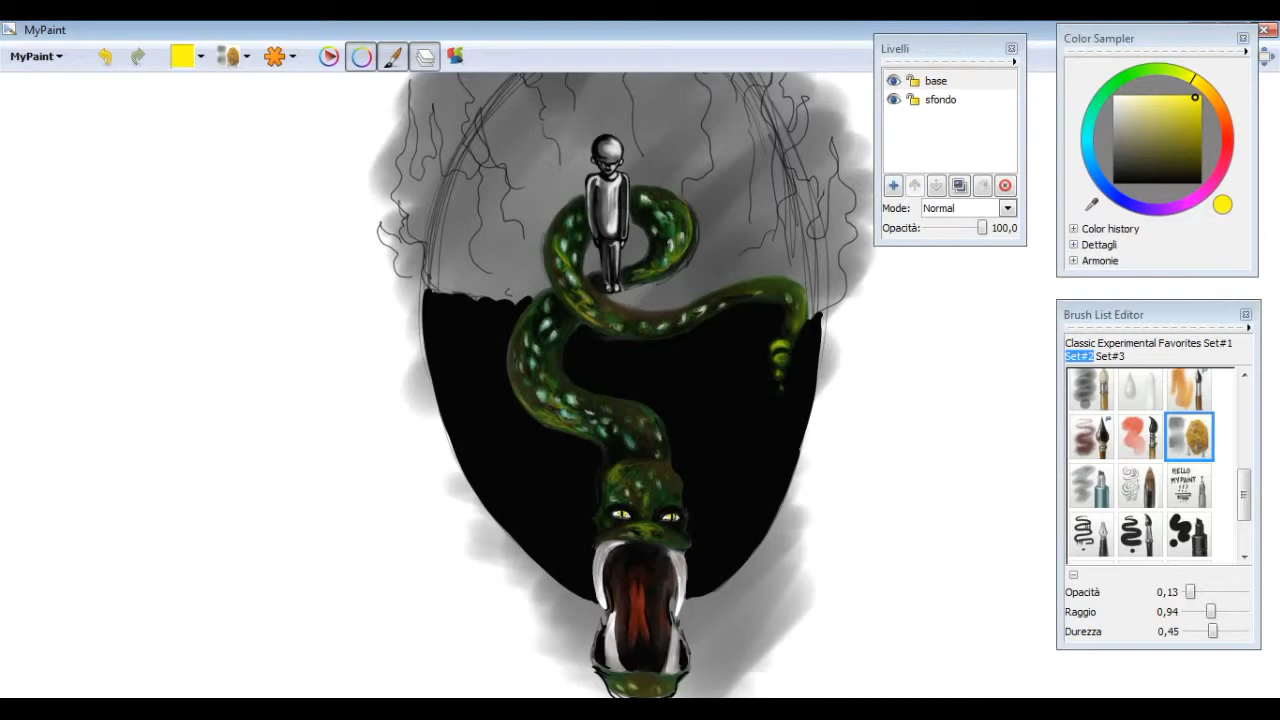 MyPaint
MyPaint
Livelli
base
sfondo
Mode: Normal
Opacità: 100,0
Color Sampler
Color history
Dettagli
Armonie
Brush List Editor
Classic Experimental Favorites Set#1
Set#2 Set#3
HELLO
MY PAINT
!!!
Opacità 0,13
Raggio 0,94
Durezza 0,45